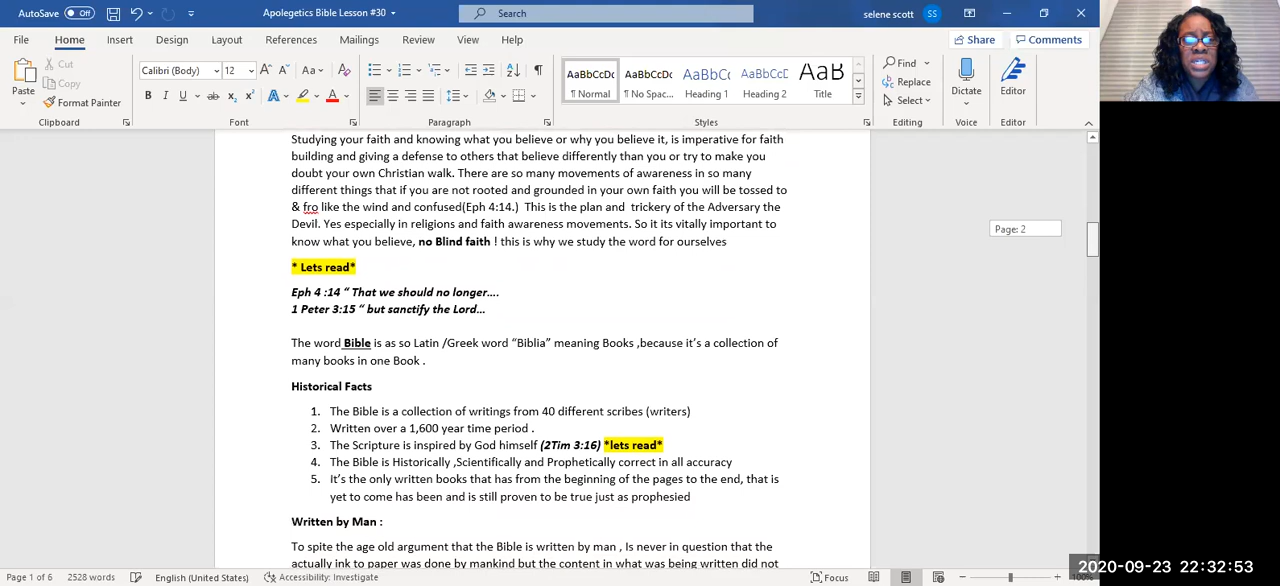 AutoSave Off Apolegetics Bible Lesson #30 Search selene scott SS
File Home Insert Design Layout References Mailings Review View Help Share Comments
Paste Cut Copy Format Painter
Calibri (Body) 12
AaBbCcDc AaBbCcDc AaBbC AaBbCcD AaB
¶ Normal ¶ No Spac... Heading 1 Heading 2 Title
Find Replace Select Dictate Editor
Clipboard Font Paragraph Styles Editing Voice Editor
Studying your faith and knowing what you believe or why you believe it, is imperative for faith
building and giving a defense to others that believe differently than you or try to make you
doubt your own Christian walk. There are so many movements of awareness in so many
different things that if you are not rooted and grounded in your own faith you will be tossed to
& fro like the wind and confused(Eph 4:14.) This is the plan and trickery of the Adversary the
Devil. Yes especially in religions and faith awareness movements. So it its vitally important to
know what you believe, no Blind faith ! this is why we study the word for ourselves
Page: 2
* Lets read*
Eph 4 :14 “ That we should no longer….
1 Peter 3:15 “ but sanctify the Lord…
The word Bible is as so Latin /Greek word “Biblia” meaning Books ,because it’s a collection of
many books in one Book .
Historical Facts
1. The Bible is a collection of writings from 40 different scribes (writers)
2. Written over a 1,600 year time period .
3. The Scripture is inspired by God himself (2Tim 3:16) *lets read*
4. The Bible is Historically ,Scientifically and Prophetically correct in all accuracy
5. It’s the only written books that has from the beginning of the pages to the end, that is
yet to come has been and is still proven to be true just as prophesied
Written by Man :
To spite the age old argument that the Bible is written by man , Is never in question that the
actually ink to paper was done by mankind but the content in what was being written did not
Page 1 of 6 2528 words English (United States) Accessibility: Investigate Focus 100%
2020-09-23 22:32:53